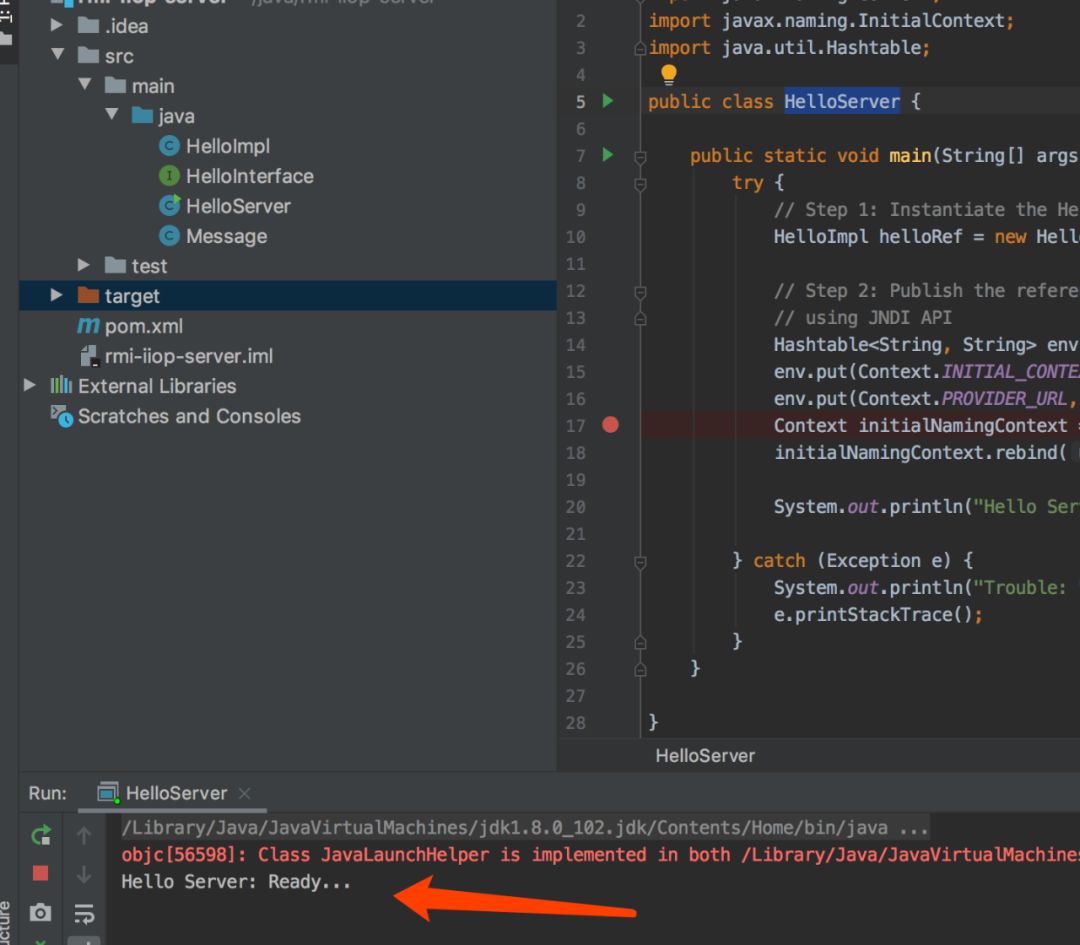 rmi-iiop-server ~/java/rmi-iiop-server
.idea
src
main
java
HelloImpl
HelloInterface
HelloServer
Message
test
target
pom.xml
rmi-iiop-server.iml
External Libraries
Scratches and Consoles
2 import javax.naming.InitialContext;
3 import java.util.Hashtable;
4
5 public class HelloServer {
6
7 public static void main(String[] args
8 try {
9 // Step 1: Instantiate the He
10 HelloImpl helloRef = new Hello
11
12 // Step 2: Publish the refere
13 // using JNDI API
14 Hashtable<String, String> env
15 env.put(Context.INITIAL_CONTE
16 env.put(Context.PROVIDER_URL,
17 Context initialNamingContext =
18 initialNamingContext.rebind(
19
20 System.out.println("Hello Ser
21
22 } catch (Exception e) {
23 System.out.println("Trouble:
24 e.printStackTrace();
25 }
26 }
27
28 }
HelloServer
Run: HelloServer
/Library/Java/JavaVirtualMachines/jdk1.8.0_102.jdk/Contents/Home/bin/java ...
objc[56598]: Class JavaLaunchHelper is implemented in both /Library/Java/JavaVirtualMachines
Hello Server: Ready...